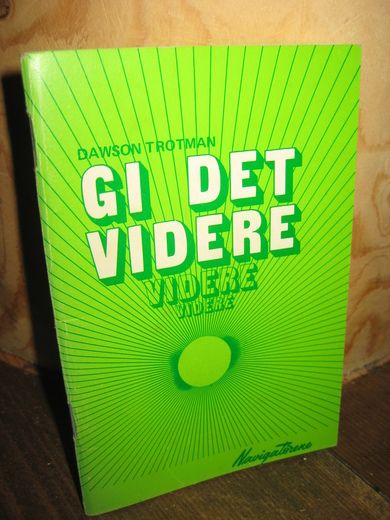 DAWSON TROTMAN
GI DET
VIDERE
VIDERE
VIDERE
Navigatørene